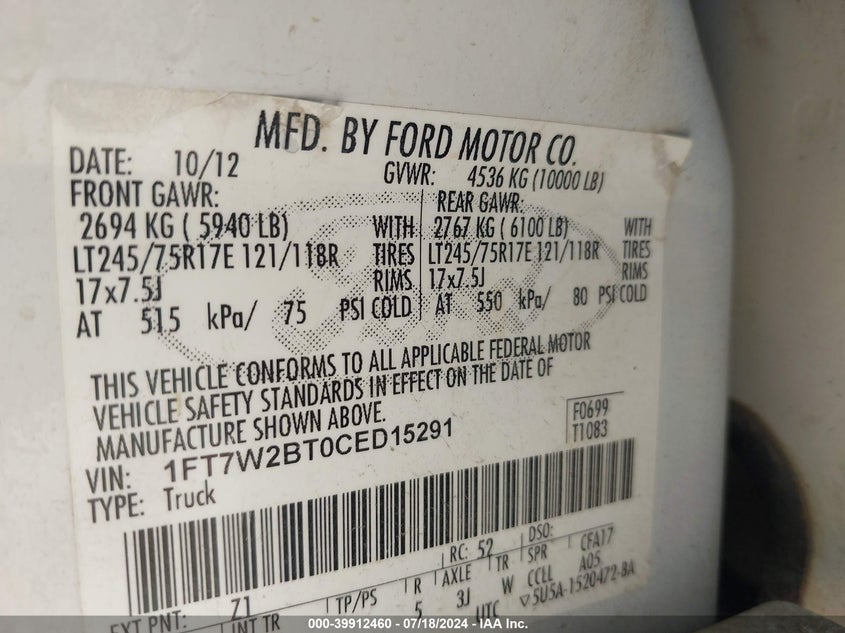 MFD. BY FORD MOTOR CO.
DATE: 10/12 GVWR: 4536 KG (10000 LB)
FRONT GAWR: REAR GAWR:
2694 KG ( 5940 LB) WITH 2767 KG ( 6100 LB) WITH
LT245/75R17E 121/118R TIRES LT245/75R17E 121/118R TIRES
17x7.5J RIMS 17x7.5J RIMS
AT 515 kPa/ 75 PSI COLD AT 550 kPa/ 80 PSI COLD
THIS VEHICLE CONFORMS TO ALL APPLICABLE FEDERAL MOTOR
VEHICLE SAFETY STANDARDS IN EFFECT ON THE DATE OF
MANUFACTURE SHOWN ABOVE.
F0699
T1083
VIN: 1FT7W2BT0CED15291
TYPE: Truck
RC: 52 DSO:
EXT PNT: Z1 INT TR TP/PS R AXLE TR SPR CFA17
5 3J W CCLL A05
UTC ▽5U5A-1520472-BA
000-39912460 - 07/18/2024 - IAA Inc.